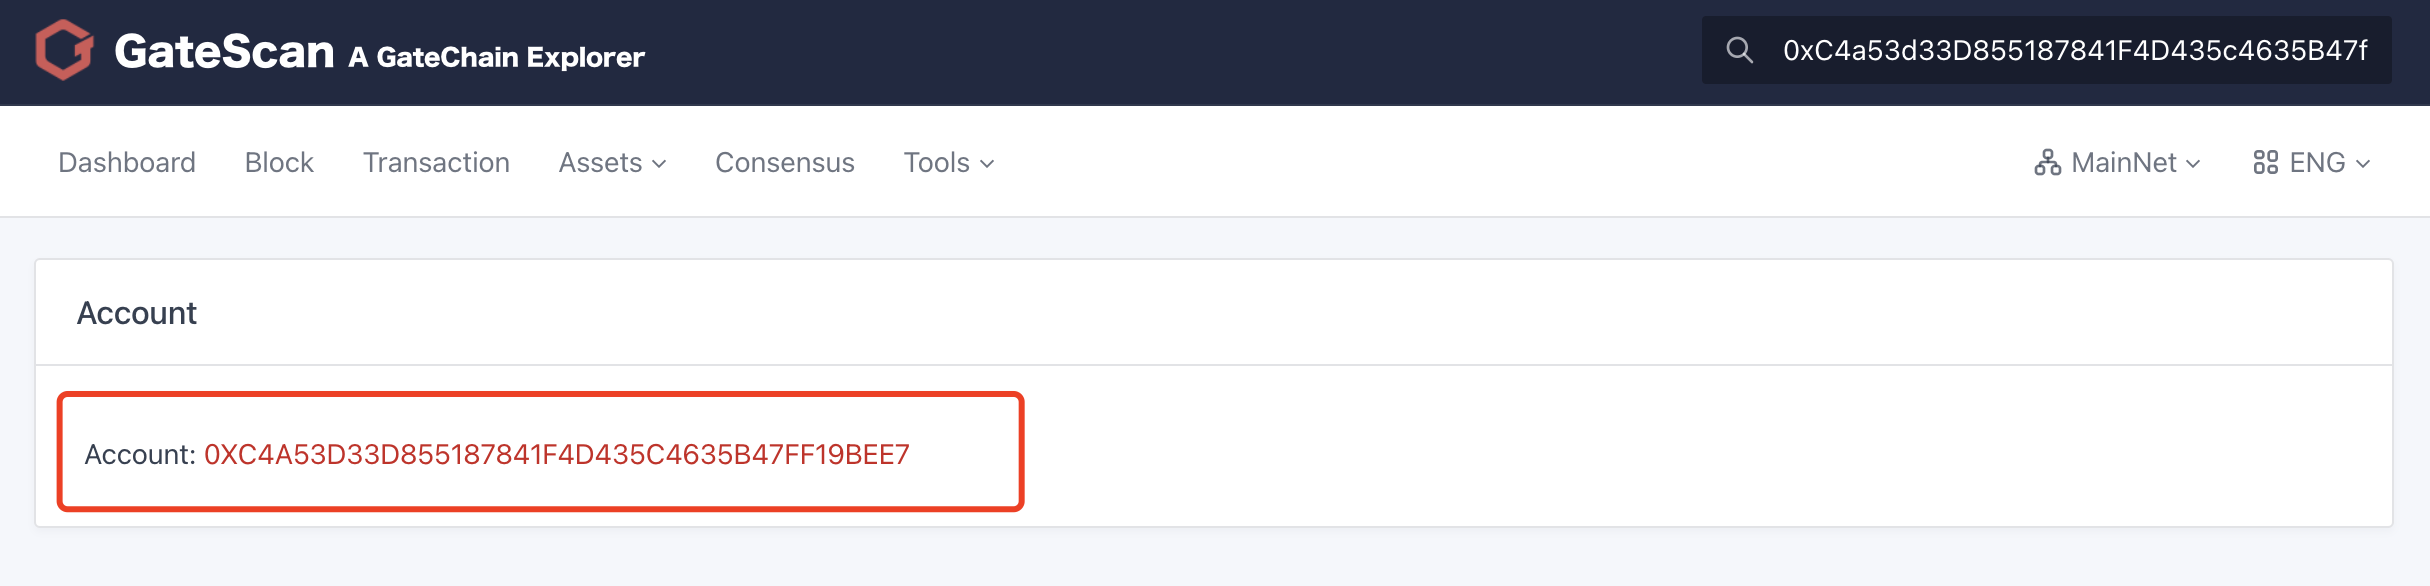 GateScan A GateChain Explorer
0xC4a53d33D855187841F4D435c4635B47f
Dashboard Block Transaction Assets Consensus Tools MainNet ENG
Account
Account: 0XC4A53D33D855187841F4D435C4635B47FF19BEE7